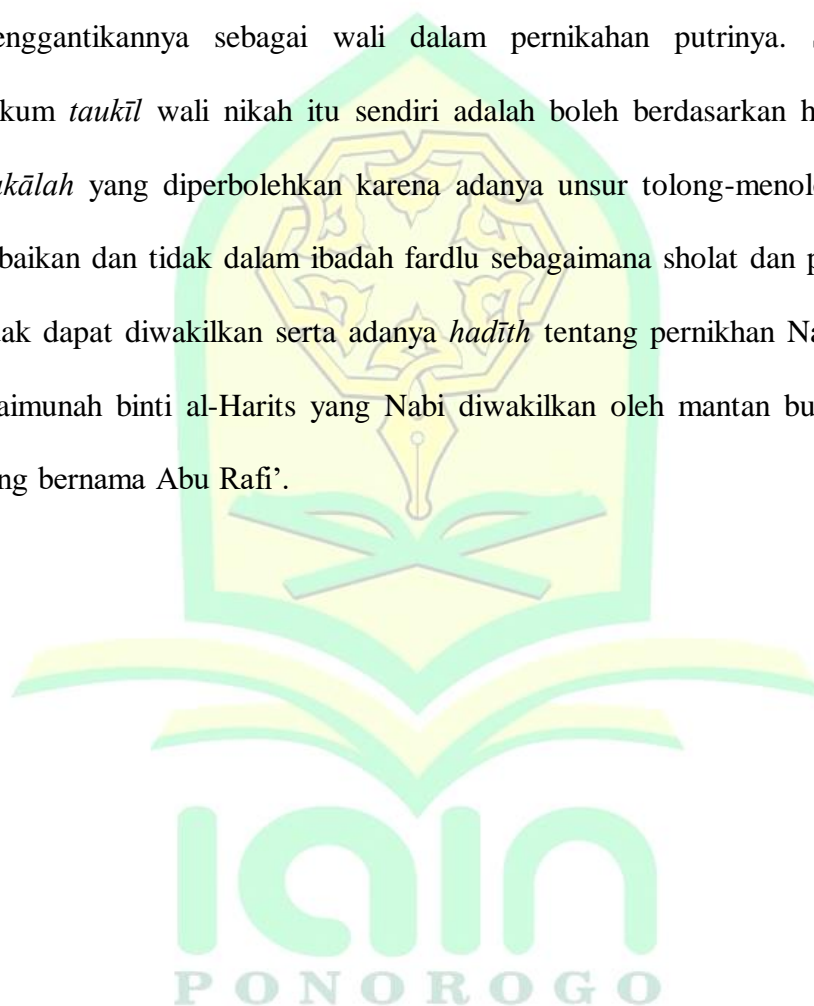 enggantikannya sebagai wali dalam pernikahan putrinya.
kum taukīl wali nikah itu sendiri adalah boleh berdasarkan h
akālah yang diperbolehkan karena adanya unsur tolong-menol
baikan dan tidak dalam ibadah fardlu sebagaimana sholat dan p
dak dapat diwakilkan serta adanya hadīth tentang pernikhan Na
aimunah binti al-Harits yang Nabi diwakilkan oleh mantan bu
ng bernama Abu Rafi’.
iain
PONOROGO